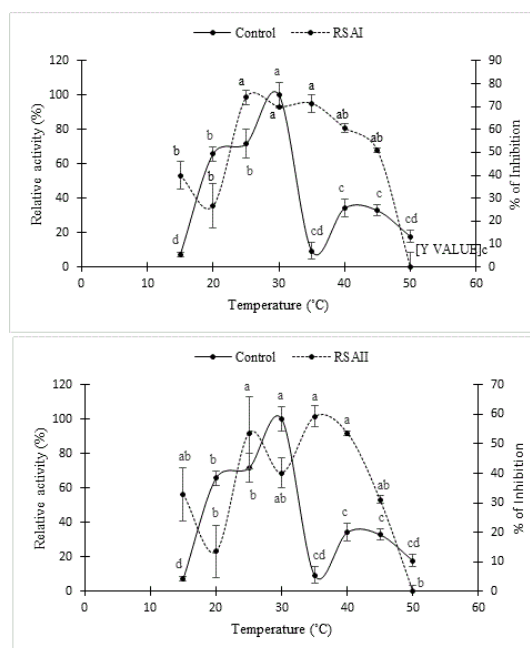 Control RSAI
120
100
80
60
40
20
0
Relative activity (%)
90
80
70
60
50
40
30
20
10
0
% of Inhibition
a a a
a
ab ab
b b
b b
c c
d cd cd
[Y VALUE]c
0 10 20 30 40 50 60
Temperature (°C)
Control RSAII
120
100
80
60
40
20
0
Relative activity (%)
70
60
50
40
30
20
10
0
% of Inhibition
a a a
a
ab b
b ab ab
c c
d cd cd
b
0 10 20 30 40 50 60
Temperature (°C)